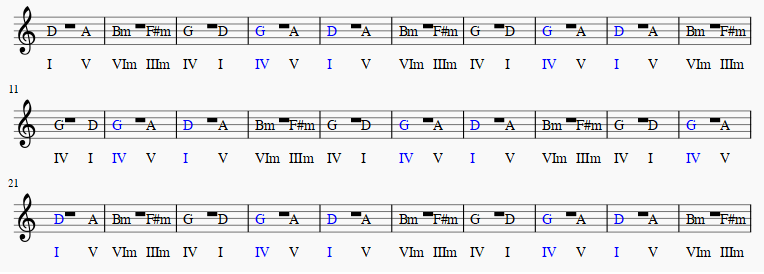 D A Bm F#m G D G A D A Bm F#m G D G A D A Bm F#m
I V VIm IIIm IV I IV V I V VIm IIIm IV I IV V I V VIm IIIm
11
G D G A D A Bm F#m G D G A D A Bm F#m G D G A
IV I IV V I V VIm IIIm IV I IV V I V VIm IIIm IV I IV V
21
D A Bm F#m G D G A D A Bm F#m G D G A D A Bm F#m
I V VIm IIIm IV I IV V I V VIm IIIm IV I IV V I V VIm IIIm